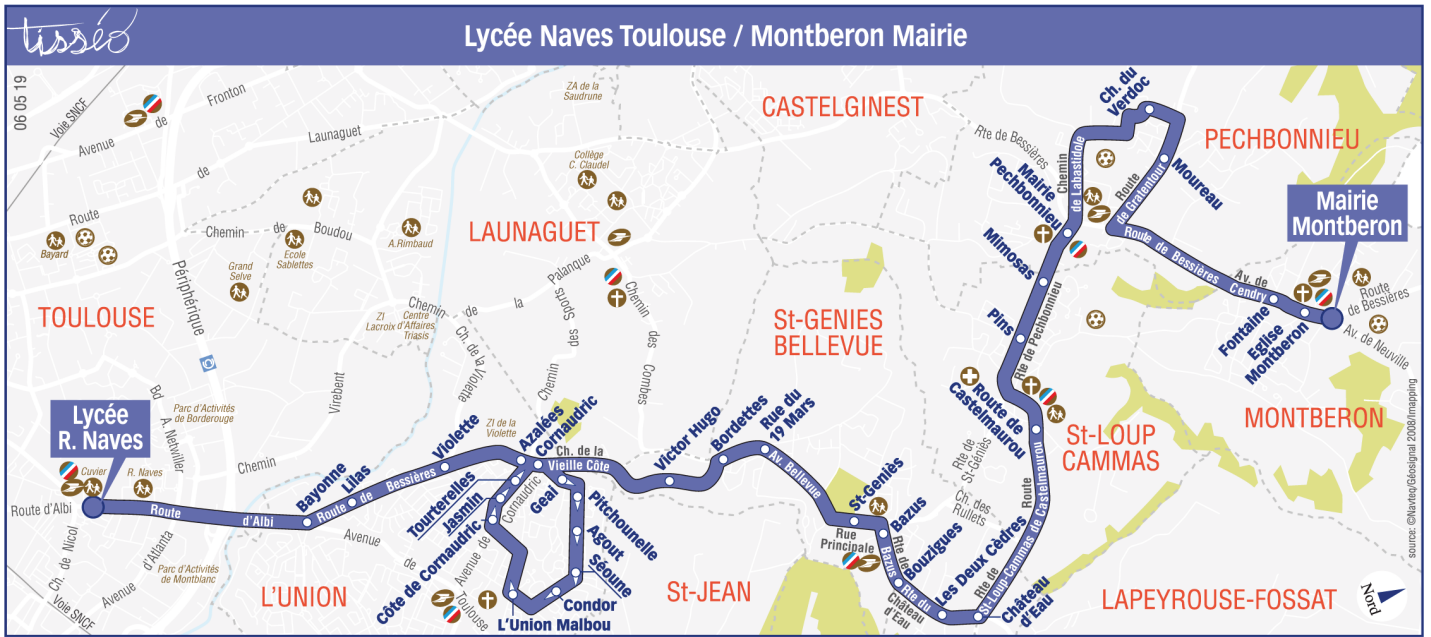 tisséo
Lycée Naves Toulouse / Montberon Mairie
06 05 19
Voie SNCF
Avenue
de
Fronton
de
Launaguet
ZA de la
Saudrune
CASTELGINEST
Rte de Bessières
Ch. du
Verdoc
PECHBONNIEU
Collège
C. Claudel
Mairie
Pechbonnieu
Chemin
de Labastidole
Route
de Gratentour
Moureau
Mairie
Montberon
Route
Bayard
Chemin
de
Boudou
Ecole
Sablettes
A.Rimbaud
Grand
Selve
LAUNAGUET
Périphérique
TOULOUSE
Chemin
de
la
Palanque
ZI
Lacroix
Centre
d'Affaires
Triasis
Chemin
des Sports
Chemin
des
Combes
Ch. de la Violette
Virebent
St-GENIES
BELLEVUE
Mimosas
Pins
Rte de Pechbonnieu
Route de Bessières
Av. de
Cendry
Fontaine
Eglise
Montberon
Route
de Bessières
Av. de Neuville
MONTBERON
Lycée
R. Naves
Bd
A. Netwiller
Parc d'Activités
de Borderouge
Cuvier
R. Naves
Route d'Albi
Route
d'Albi
Chemin
Bayonne
Lilas
Route
de
Bessières
Violette
ZI de la
Violette
Azalées
Cornaudric
Ch. de la
Vieille Côte
Victor Hugo
Bordettes
Rue du
19 Mars
Av. Bellevue
Route de
Castelmaurou
St-LOUP
CAMMAS
Rte de
St-Géniès
Ch. des
Rullets
Tourterelles
Jasmin
Côte de Cornaudric
Avenue de
Cornaudric
Geai
Pitchounelle
Agout
Séoune
Condor
L'Union Malbou
St-Geniès
Bazus
Rue
Principale
Rte de
Bazus
Bouzigues
Rte du
Château
d'Eau
Les Deux Cèdres
Rte de
St-Loup-Cammas
Route
de Castelmaurou
Château
d'Eau
Ch. de Nicol
Avenue
d'Atlanta
Parc d'Activités
de Montblanc
Voie SNCF
L'UNION
Avenue
de
Toulouse
St-JEAN
LAPEYROUSE-FOSSAT
Nord
source: ©Navteq/Géosignal 2008/Itmapping